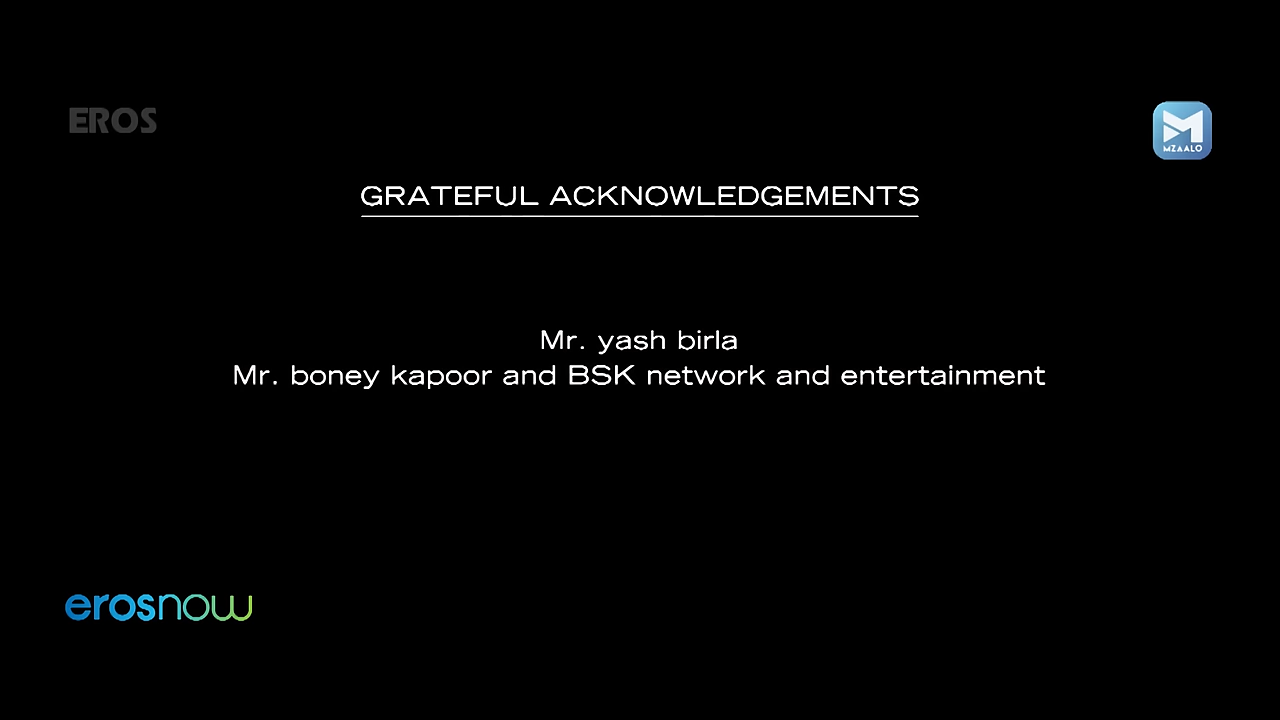 EROS
MZAALO
GRATEFUL ACKNOWLEDGEMENTS
Mr. yash birla
Mr. boney kapoor and BSK network and entertainment
erosnow